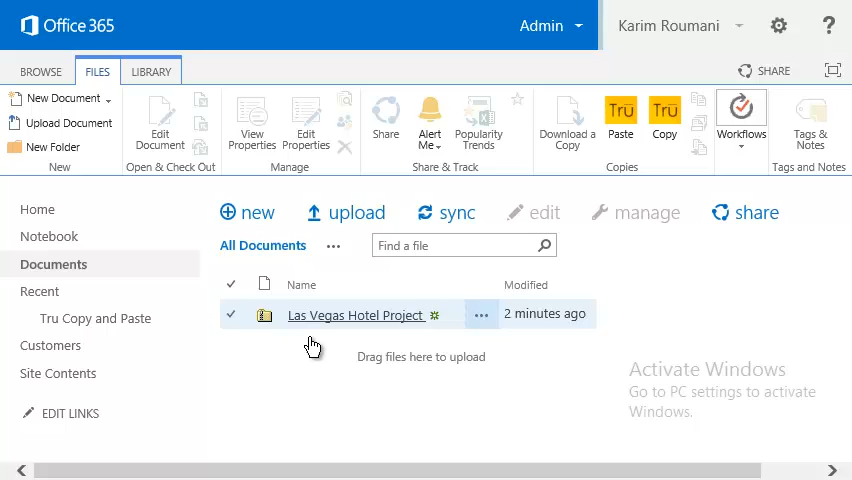 Office 365
Admin
Karim Roumani
?
BROWSE
FILES
LIBRARY
SHARE
New Document
Upload Document
New Folder
New
Edit
Document
Open & Check Out
View
Properties
Edit
Properties
Manage
Share
Alert
Me
Popularity
Trends
Share & Track
Download a
Copy
Trū
Paste
Trū
Copy
Copies
Workflows
Tags &
Notes
Tags and Notes
Home
Notebook
Documents
Recent
Tru Copy and Paste
Customers
Site Contents
EDIT LINKS
new
upload
sync
edit
manage
share
All Documents
...
Find a file
Name
Modified
Las Vegas Hotel Project
...
2 minutes ago
Drag files here to upload
Activate Windows
Go to PC settings to activate
Windows.